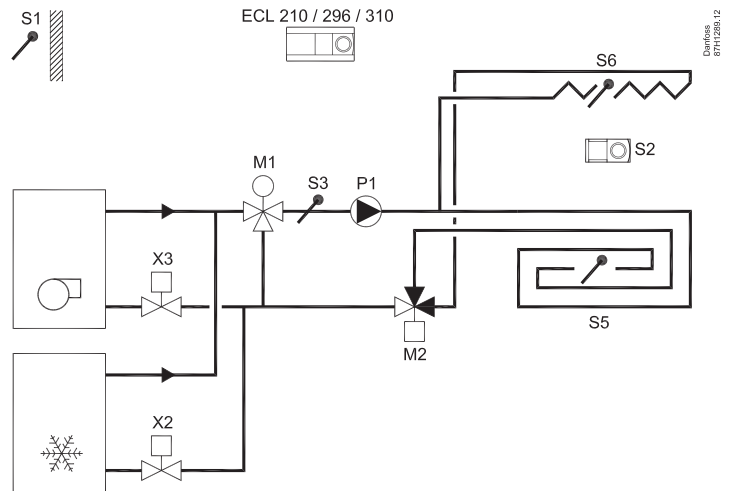 S1
ECL 210 / 296 / 310
Danfoss
87H1289.12
S6
S2
M1
S3
P1
X3
S5
M2
X2